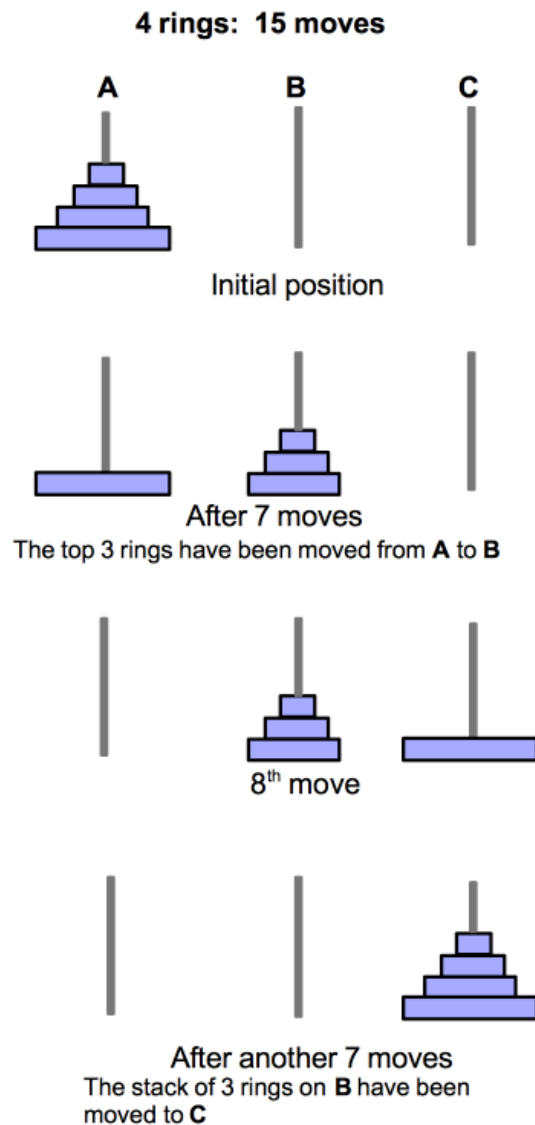 4 rings: 15 moves
A B C
Initial position
After 7 moves
The top 3 rings have been moved from A to B
8th move
After another 7 moves
The stack of 3 rings on B have been
moved to C